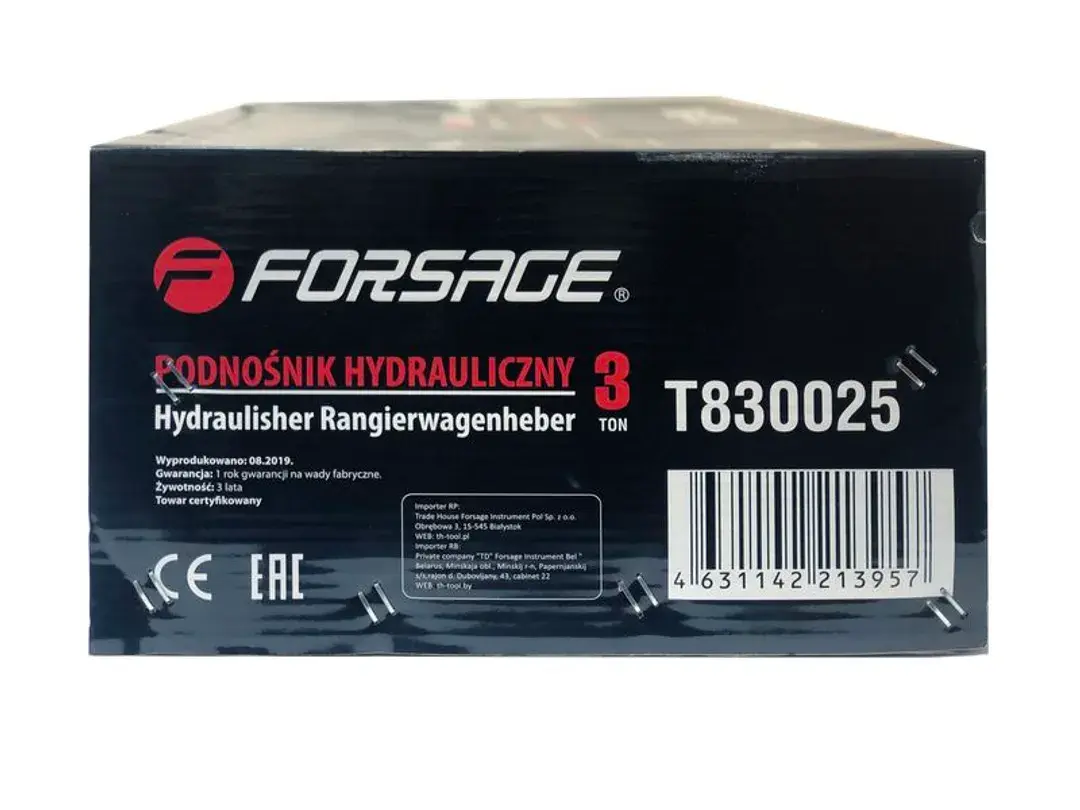 FORSAGE®
PODNOŚNIK HYDRAULICZNY
Hydraulisher Rangierwagenheber
3
TON
T830025
Wyprodukowano: 08.2019.
Gwarancja: 1 rok gwarancji na wady fabryczne.
Żywotność: 3 lata
Towar certyfikowany
CE EAC
Importer RP:
Trade House Forsage Instrument Pol Sp. z o.o.
Obrębowa 3, 15-545 Białystok
WEB: th-tool.pl
Importer RB:
Private company "TD" Forsage Instrument Bel "
Belarus, Minskaja obl., Minskij r-n, Papernjanskij
s/s,rajon d. Dubovljany, 43, cabinet 22
WEB: th-tool.by
4 631142 213957